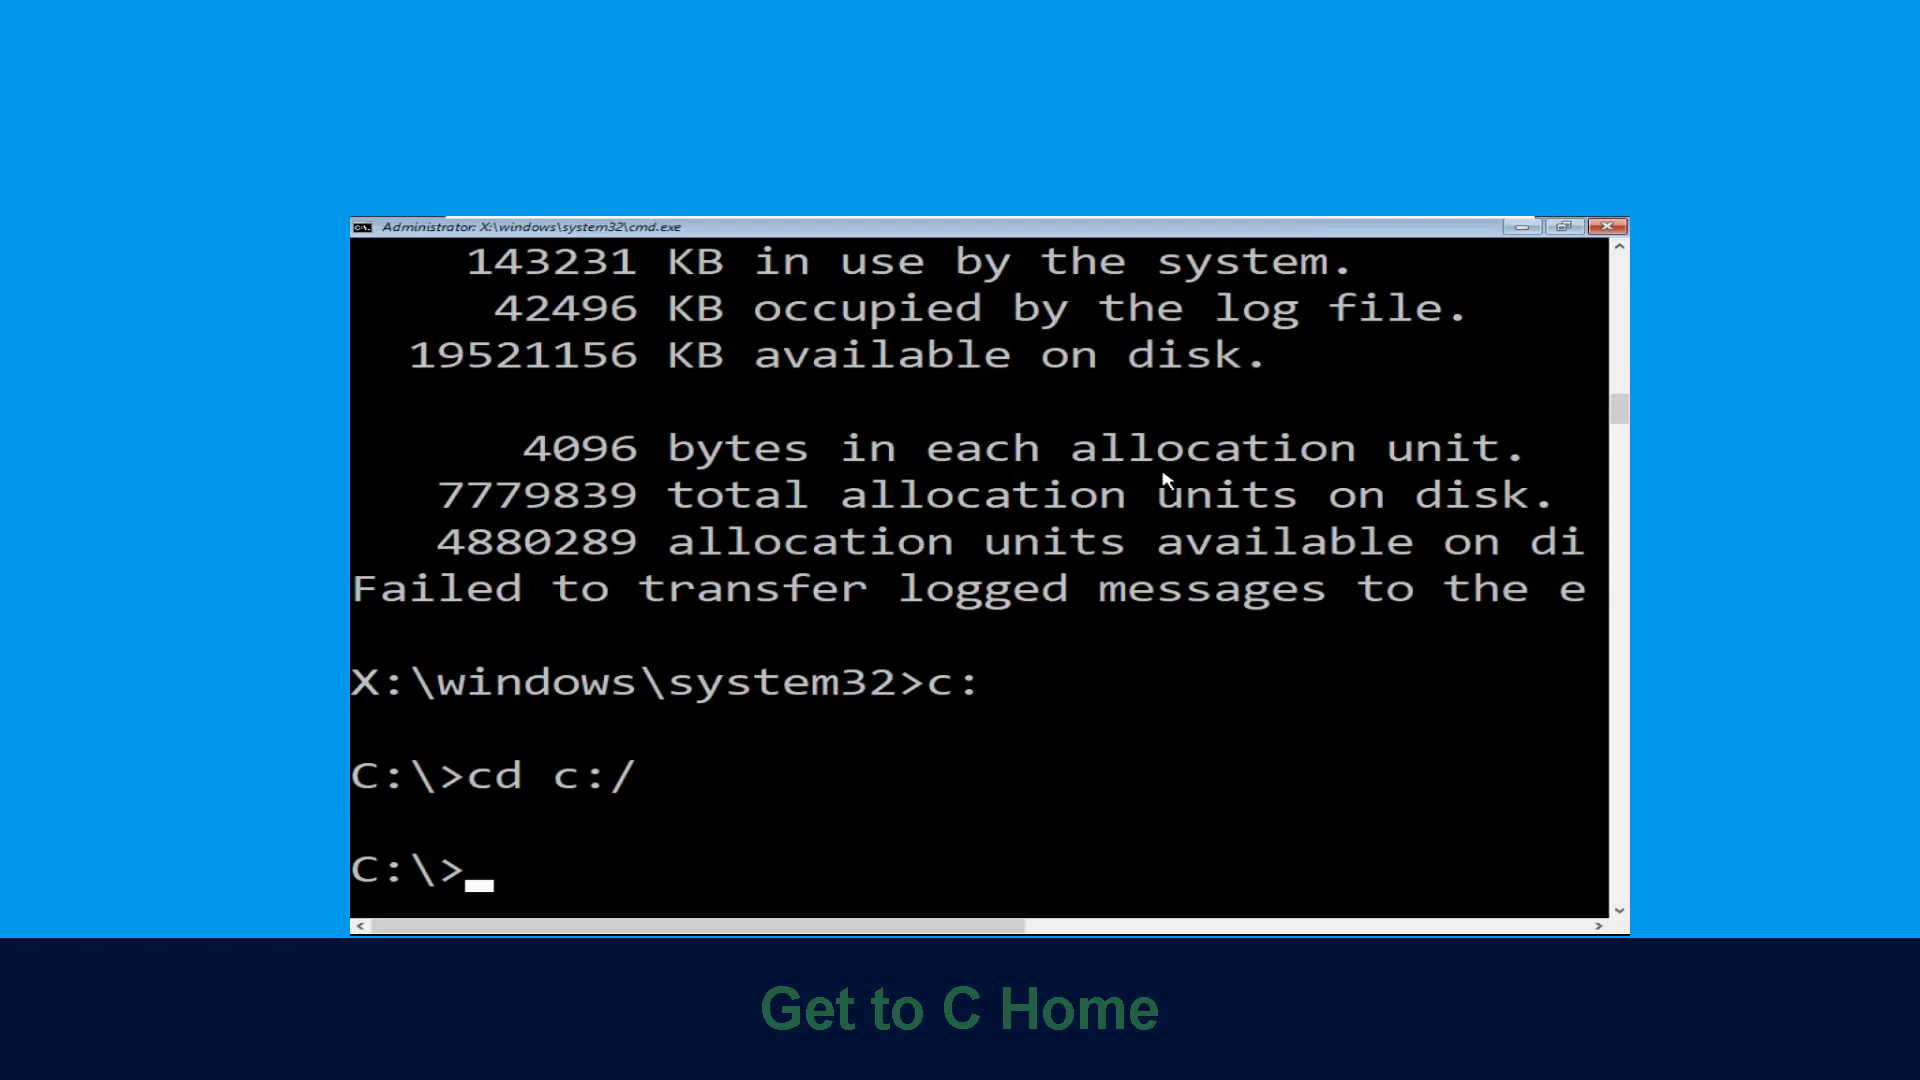 Administrator: X:\windows\system32\cmd.exe
143231 KB in use by the system.
42496 KB occupied by the log file.
19521156 KB available on disk.
4096 bytes in each allocation unit.
7779839 total allocation units on disk.
4880289 allocation units available on di
Failed to transfer logged messages to the e
X:\windows\system32>c:
C:\>cd c:/
C:\>
Get to C Home